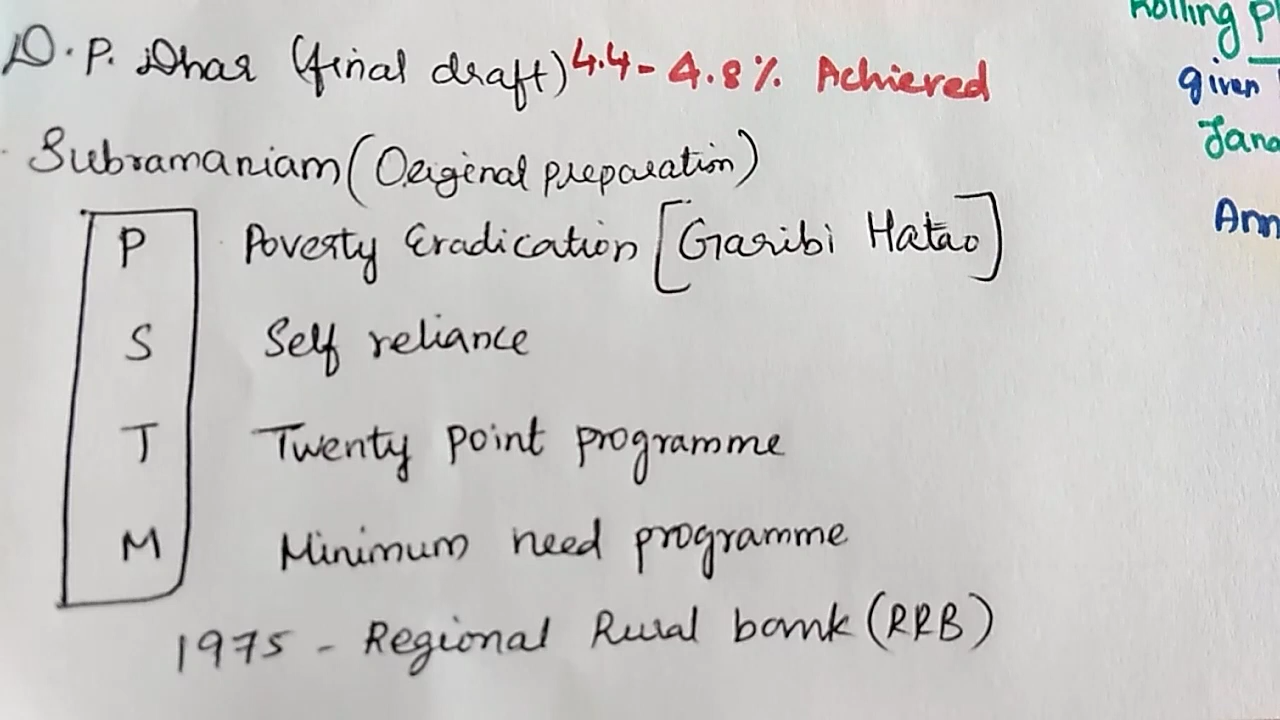 D.P. Dhar (final draft) 4.4 - 4.8% Achieved
Subramaniam (Original preparation)
P Poverty Eradication [Garibi Hatao]
S Self reliance
T Twenty point programme
M Minimum need programme
1975 - Regional Rural bank (RRB)
Rolling
given